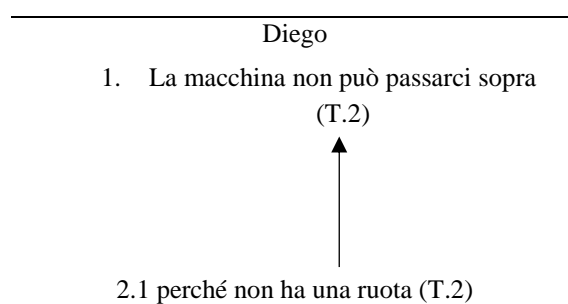 Diego
1. La macchina non può passarci sopra
(T.2)
2.1 perché non ha una ruota (T.2)